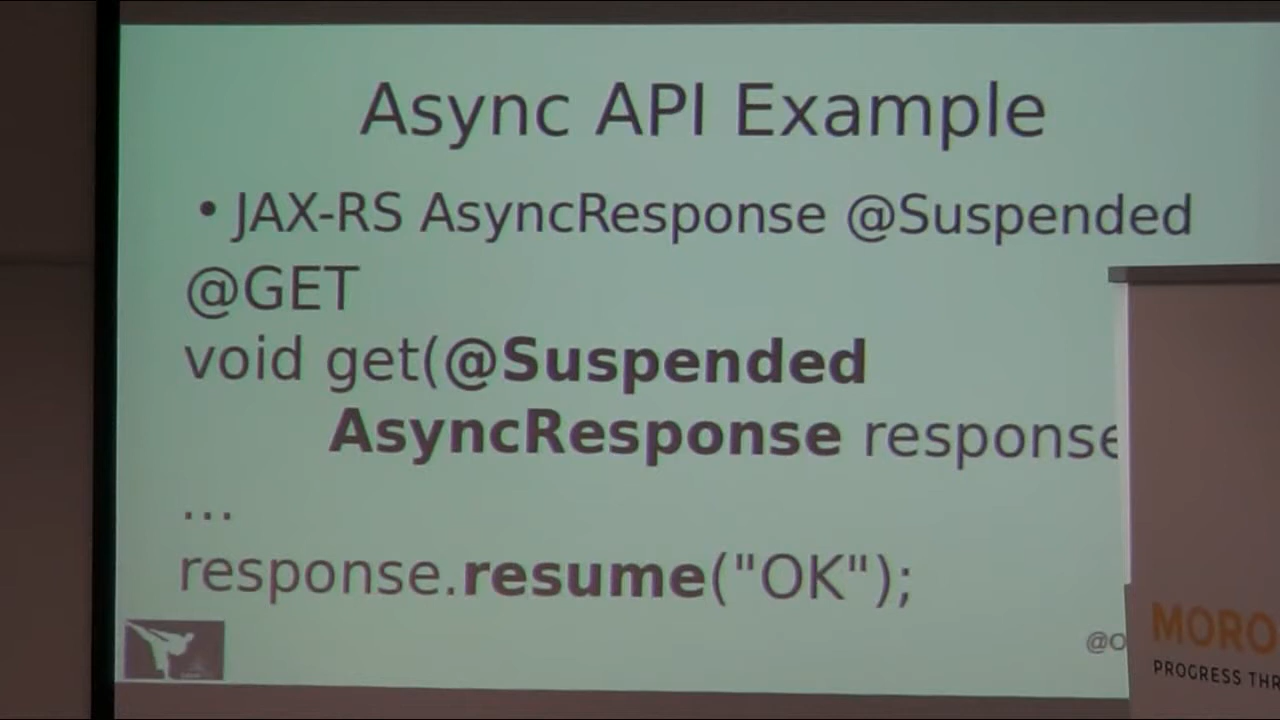 Async API Example
• JAX-RS AsyncResponse @Suspended
@GET
void get(@Suspended
AsyncResponse response
...
response.resume("OK");
@O
MORO
PROGRESS THR